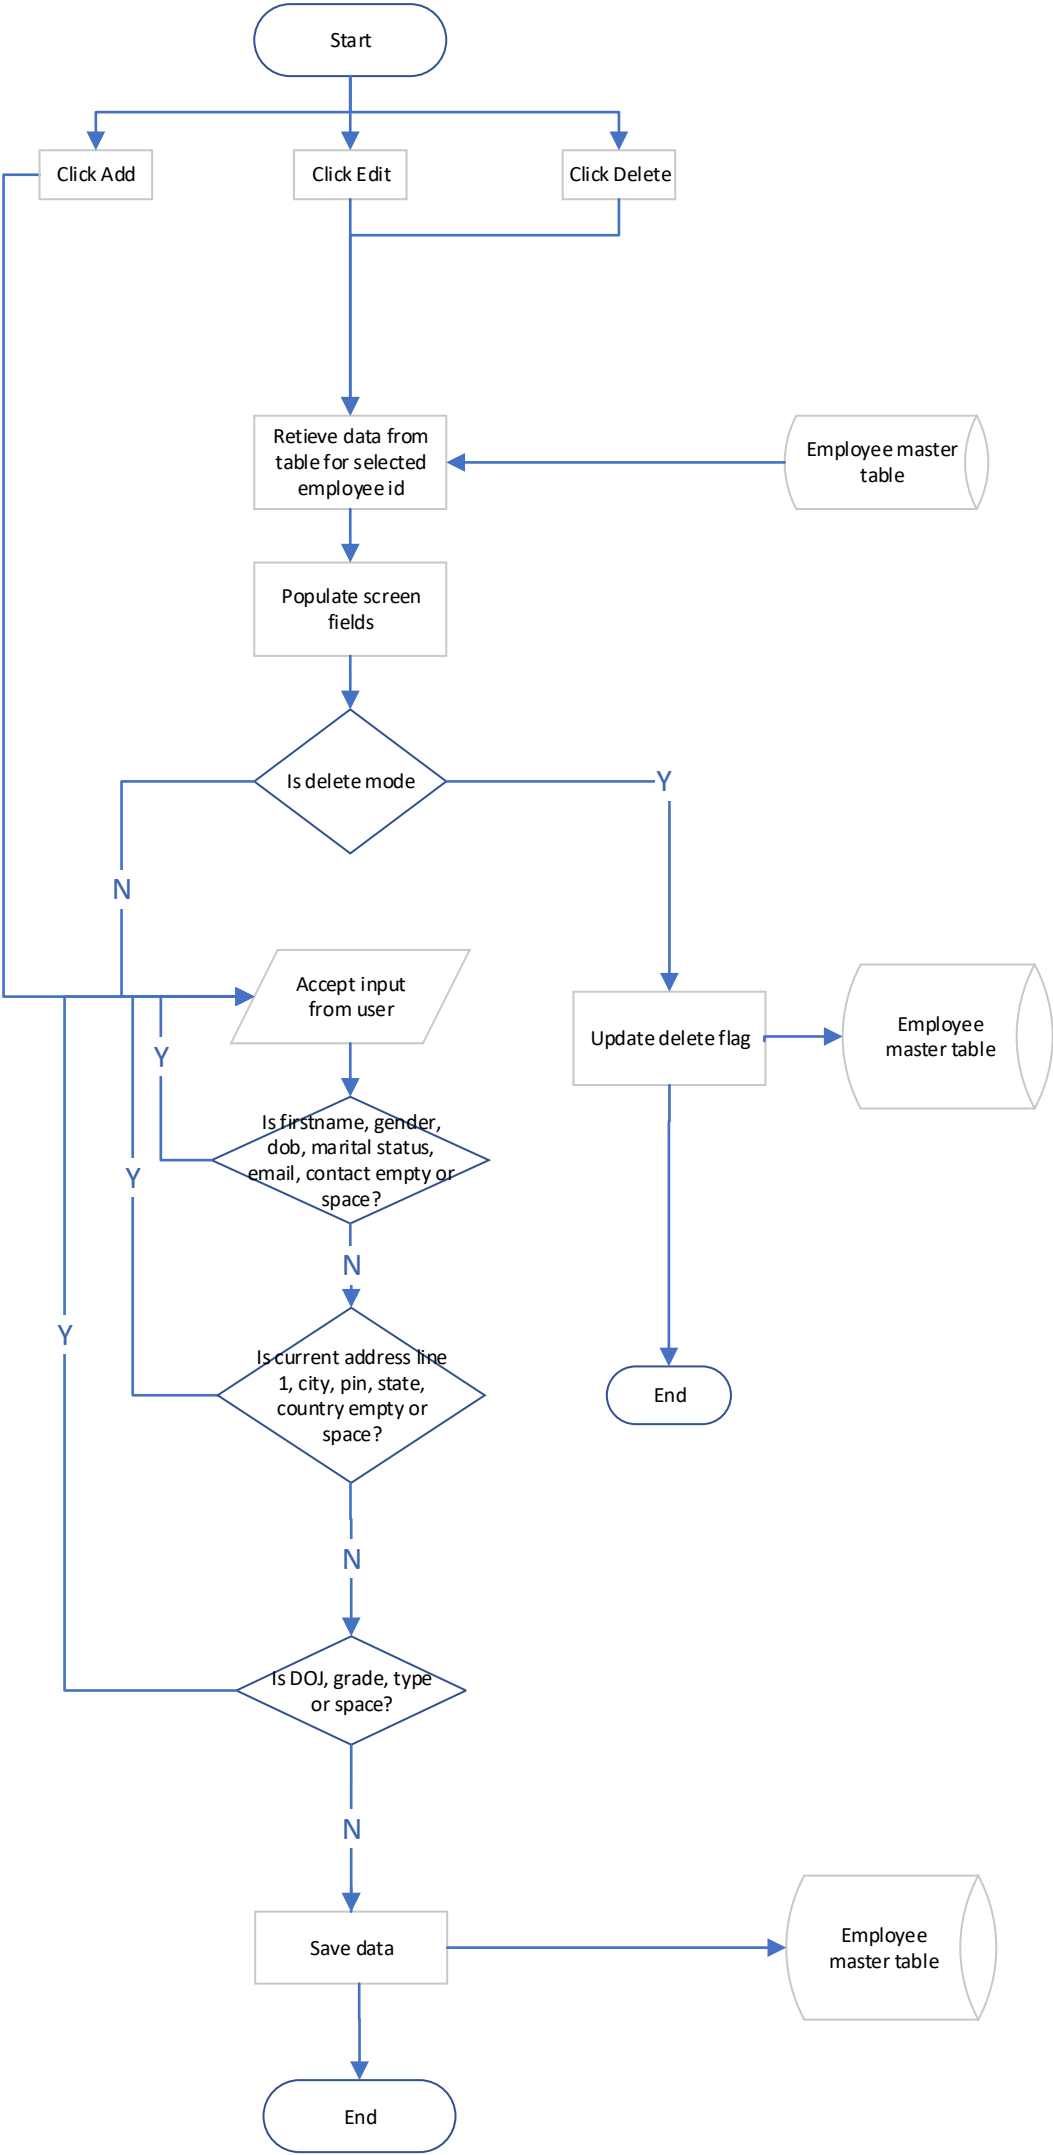 Start
Click Add
Click Edit
Click Delete
Retieve data from
table for selected
employee id
Employee master
table
Populate screen
fields
Is delete mode
Y
N
Accept input
from user
Update delete flag
Employee
master table
Y
Is firstname, gender,
dob, marital status,
email, contact empty or
space?
Y
N
Y
Is current address line
1, city, pin, state,
country empty or
space?
End
N
Is DOJ, grade, type
or space?
N
Save data
Employee
master table
End